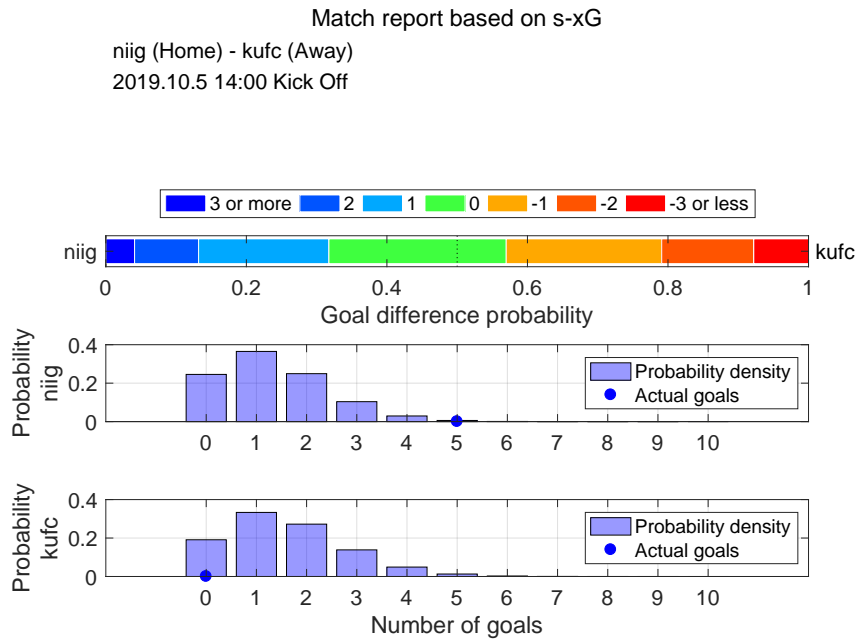 Match report based on s-xG
niig (Home) - kufc (Away)
2019.10.5 14:00 Kick Off
3 or more 2 1 0 -1 -2 -3 or less
niig kufc
0 0.2 0.4 0.6 0.8 1
Goal difference probability
Probability
niig
0.4
0.2
0
Probability density
Actual goals
0 1 2 3 4 5 6 7 8 9 10
Probability
kufc
0.4
0.2
0
Probability density
Actual goals
0 1 2 3 4 5 6 7 8 9 10
Number of goals